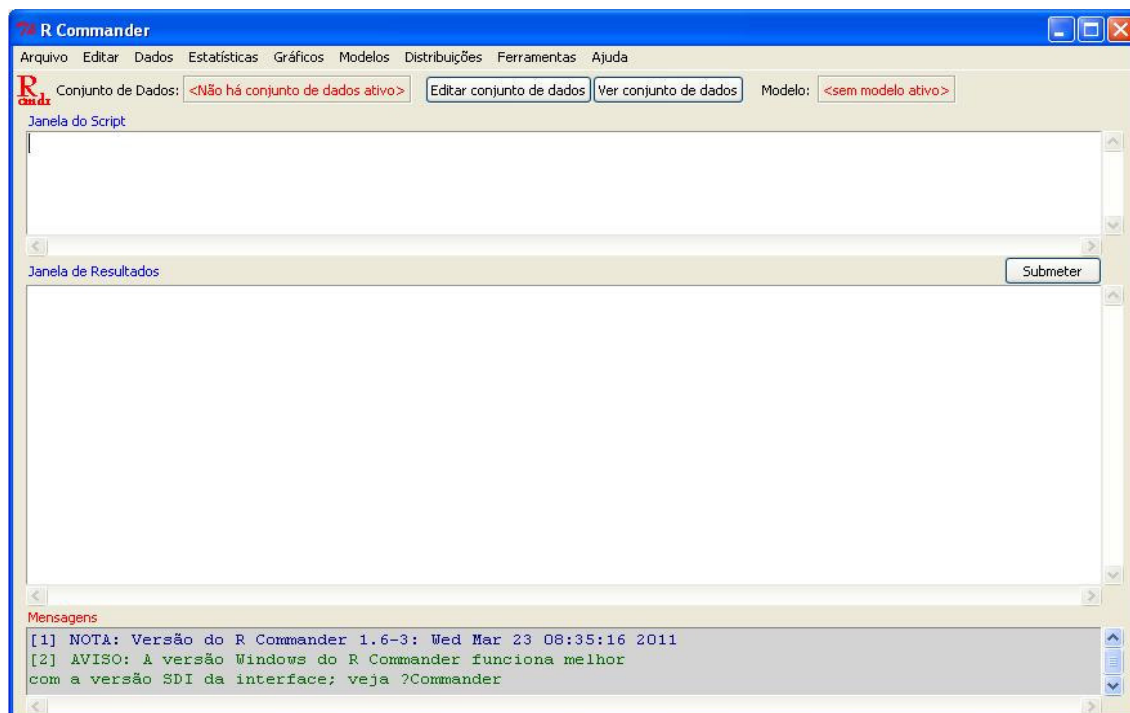 R Commander
Arquivo Editar Dados Estatísticas Gráficos Modelos Distribuições Ferramentas Ajuda
R cmdr Conjunto de Dados: <Não há conjunto de dados ativo> Editar conjunto de dados Ver conjunto de dados Modelo: <sem modelo ativo>
Janela do Script
Janela de Resultados Submeter
Mensagens
[1] NOTA: Versão do R Commander 1.6-3: Wed Mar 23 08:35:16 2011
[2] AVISO: A versão Windows do R Commander funciona melhor
com a versão SDI da interface; veja ?Commander